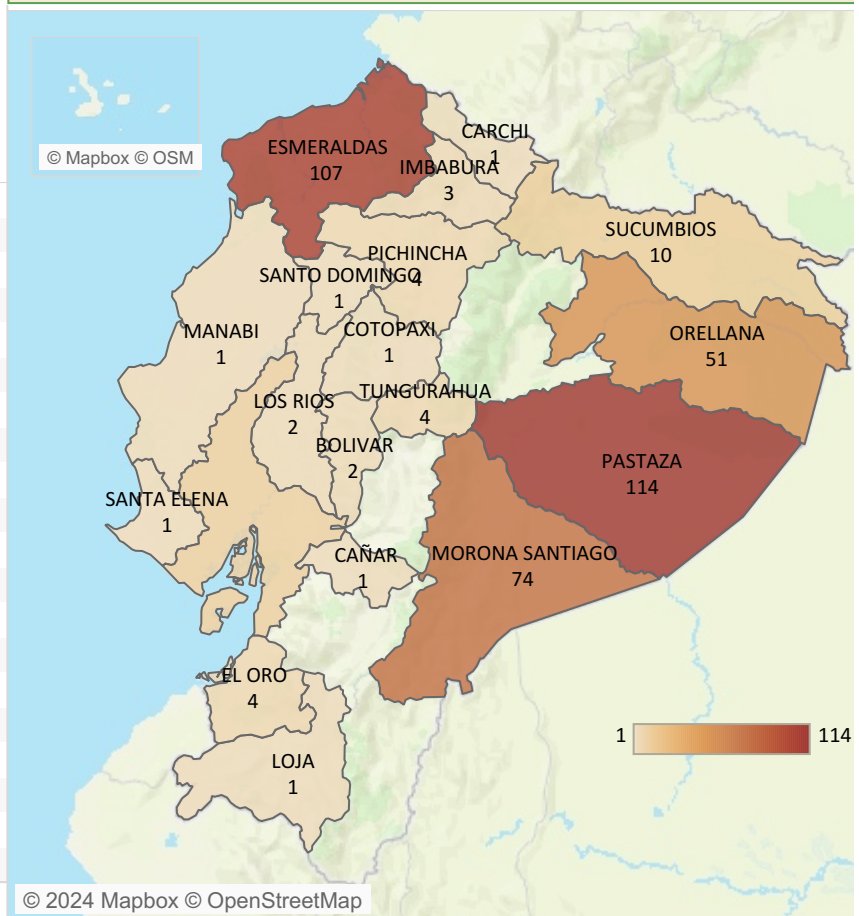 © Mapbox © OSM
CARCHI
1
ESMERALDAS
107
IMBABURA
3
SUCUMBIOS
10
PICHINCHA
4
SANTO DOMINGO
1
MANABI
1
COTOPAXI
1
ORELLANA
51
TUNGURAHUA
4
LOS RIOS
2
BOLIVAR
2
PASTAZA
114
SANTA ELENA
1
CAÑAR
1
MORONA SANTIAGO
74
EL ORO
4
1
114
LOJA
1
© 2024 Mapbox © OpenStreetMap